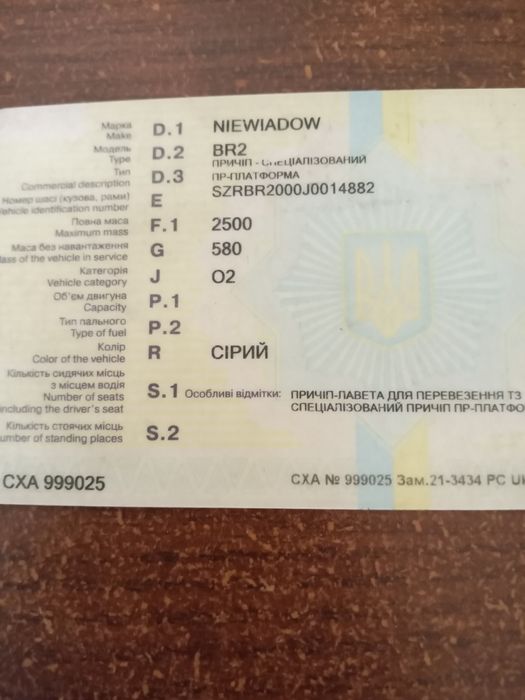 Марка D.1 NIEWIADOW
Make
Модель D.2 BR2
Type ПРИЧІП - СПЕЦІАЛІЗОВАНИЙ
Тип D.3 ПР-ПЛАТФОРМА
Commercial description SZRBR2000J0014882
Номер шасі (кузова, рами) E
Vehicle identification number
Повна маса F.1 2500
Maximum mass
Маса без навантаження G 580
of the vehicle in service
Категорія J O2
Vehicle category
Об'єм двигуна P.1
Capacity
Тип пального P.2
Type of fuel
Колір R СІРИЙ
Color of the vehicle
Кількість сидячих місць
з місцем водія S.1 Особливі відмітки: ПРИЧІП-ЛАВЕТА ДЛЯ ПЕРЕВЕЗЕННЯ ТЗ
Number of seats СПЕЦІАЛІЗОВАНИЙ ПРИЧІП ПР-ПЛАТФО
including the driver's seat
Кількість стоячих місць S.2
number of standing places
СХА 999025 СХА № 999025 Зам.21-3434 РС